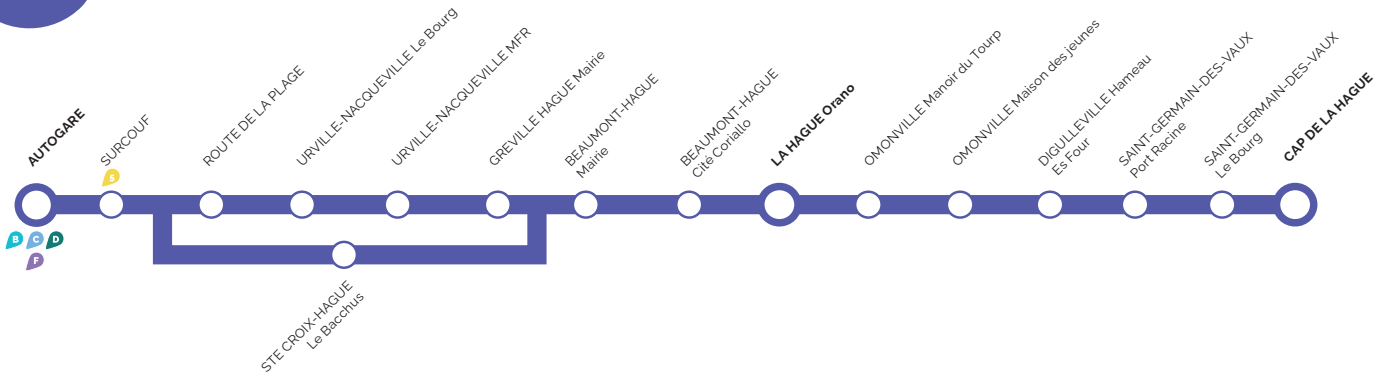 AUTOGARE
SURCOUF
ROUTE DE LA PLAGE
URVILLE-NACQUEVILLE Le Bourg
URVILLE-NACQUEVILLE MFR
GREVILLE HAGUE Mairie
BEAUMONT-HAGUE
Mairie
BEAUMONT-HAGUE
Cité Coriallo
LA HAGUE Orano
OMONVILLE Manoir du Tourp
OMONVILLE Maison des jeunes
DIGULLEVILLE Hameau
Es Four
SAINT-GERMAIN-DES-VAUX
Port Racine
SAINT-GERMAIN-DES-VAUX
Le Bourg
CAP DE LA HAGUE
E
B C D
F
STE CROIX-HAGUE
Le Bacchus